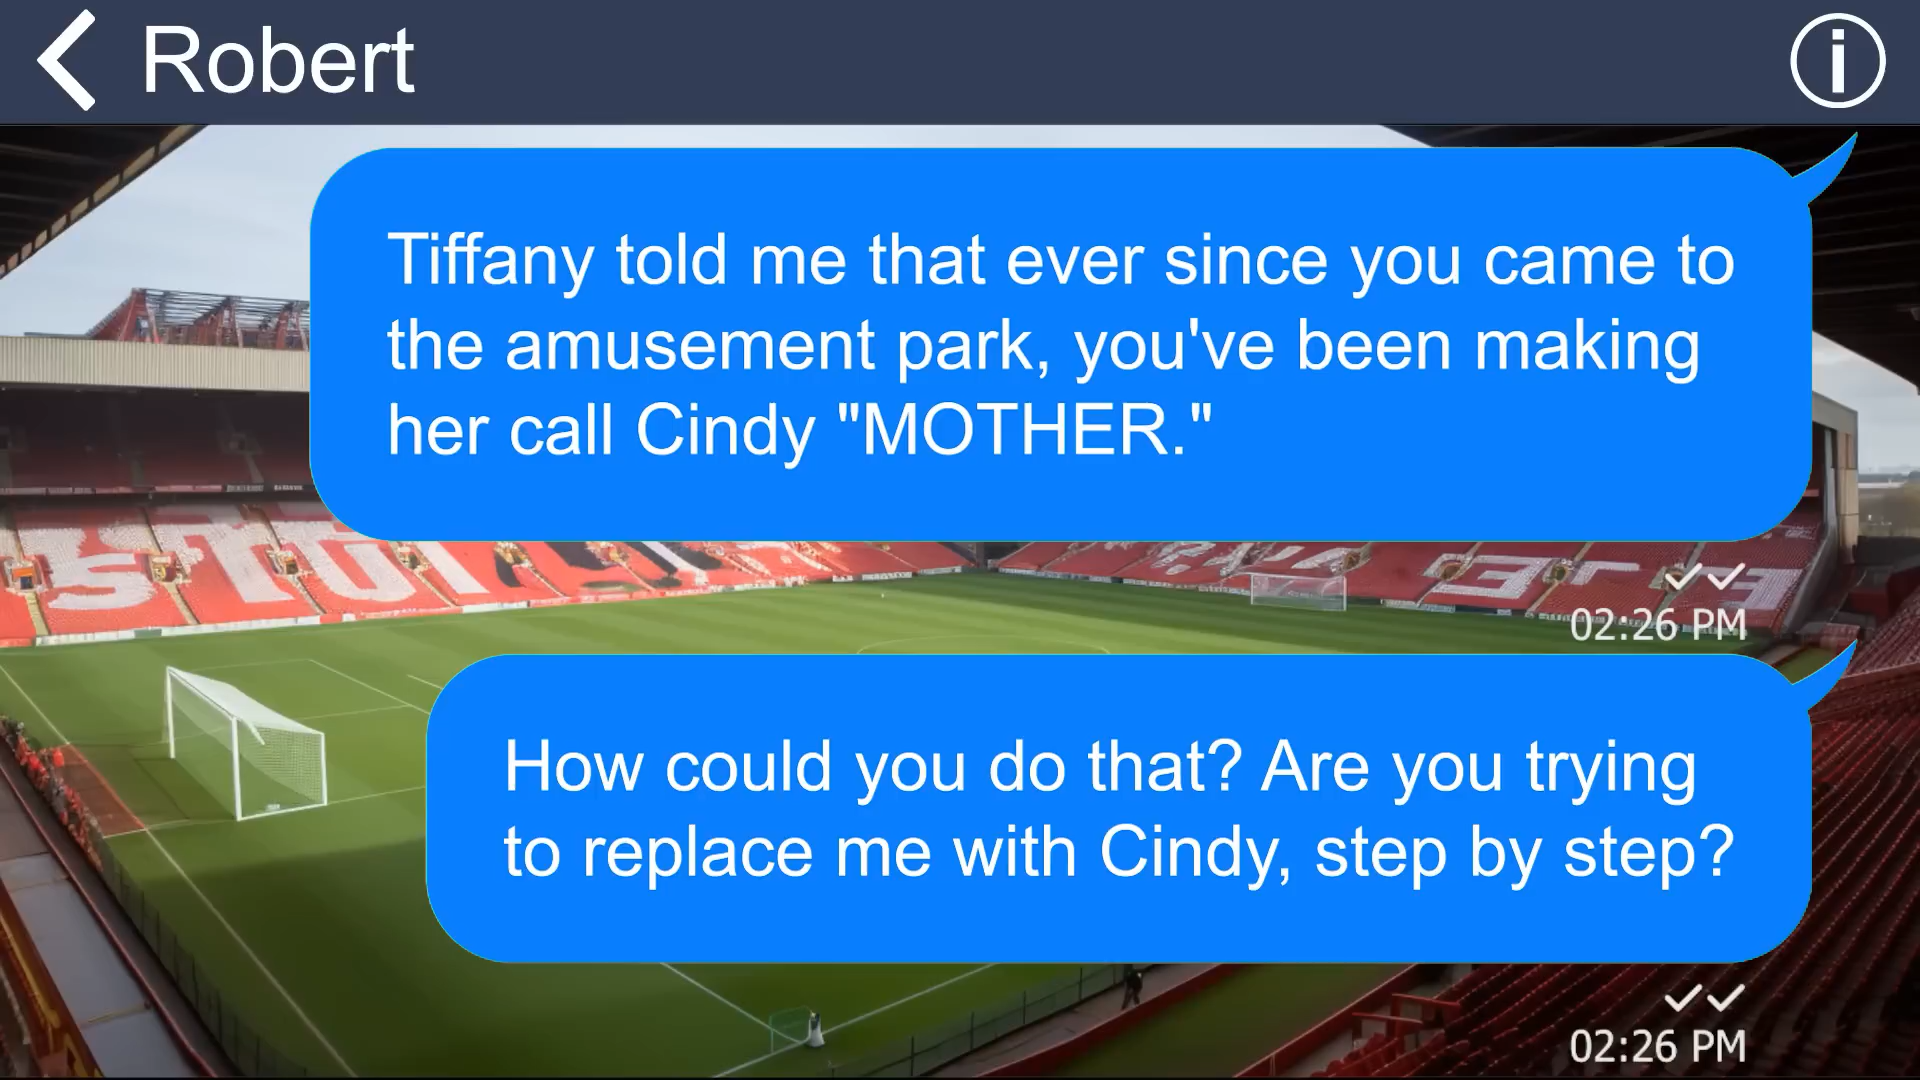 Robert
Tiffany told me that ever since you came to
the amusement park, you've been making
her call Cindy "MOTHER."
02:26 PM
How could you do that? Are you trying
to replace me with Cindy, step by step?
02:26 PM